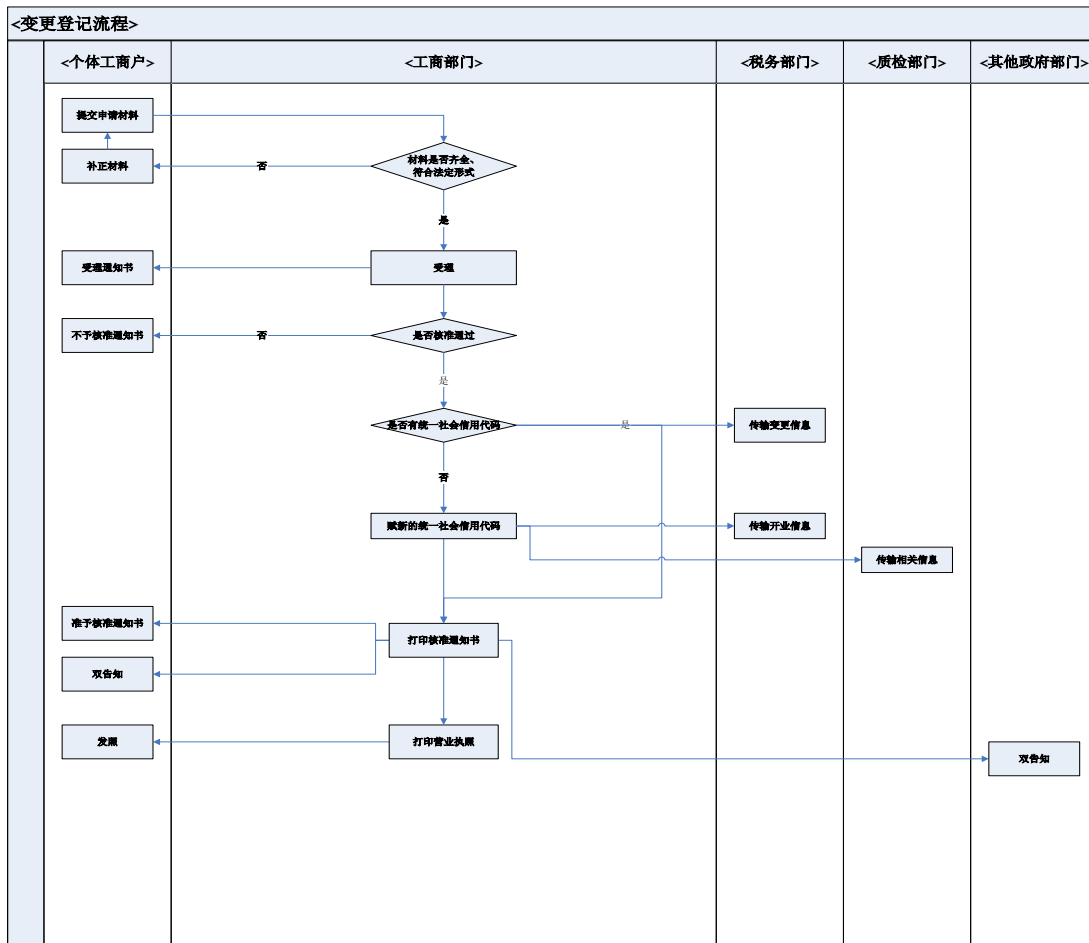 <变更登记流程>
<个体工商户>
<工商部门>
<税务部门>
<质检部门>
<其他政府部门>
提交申请材料
材料是否齐全、
符合法定形式
否
补正材料
是
受理通知书
受理
不予核准通知书
否
是否核准通过
是
是否有统一社会信用代码
是
传输变更信息
否
赋新的统一社会信用代码
传输开业信息
传输相关信息
准予核准通知书
打印核准通知书
双告知
发照
打印营业执照
双告知